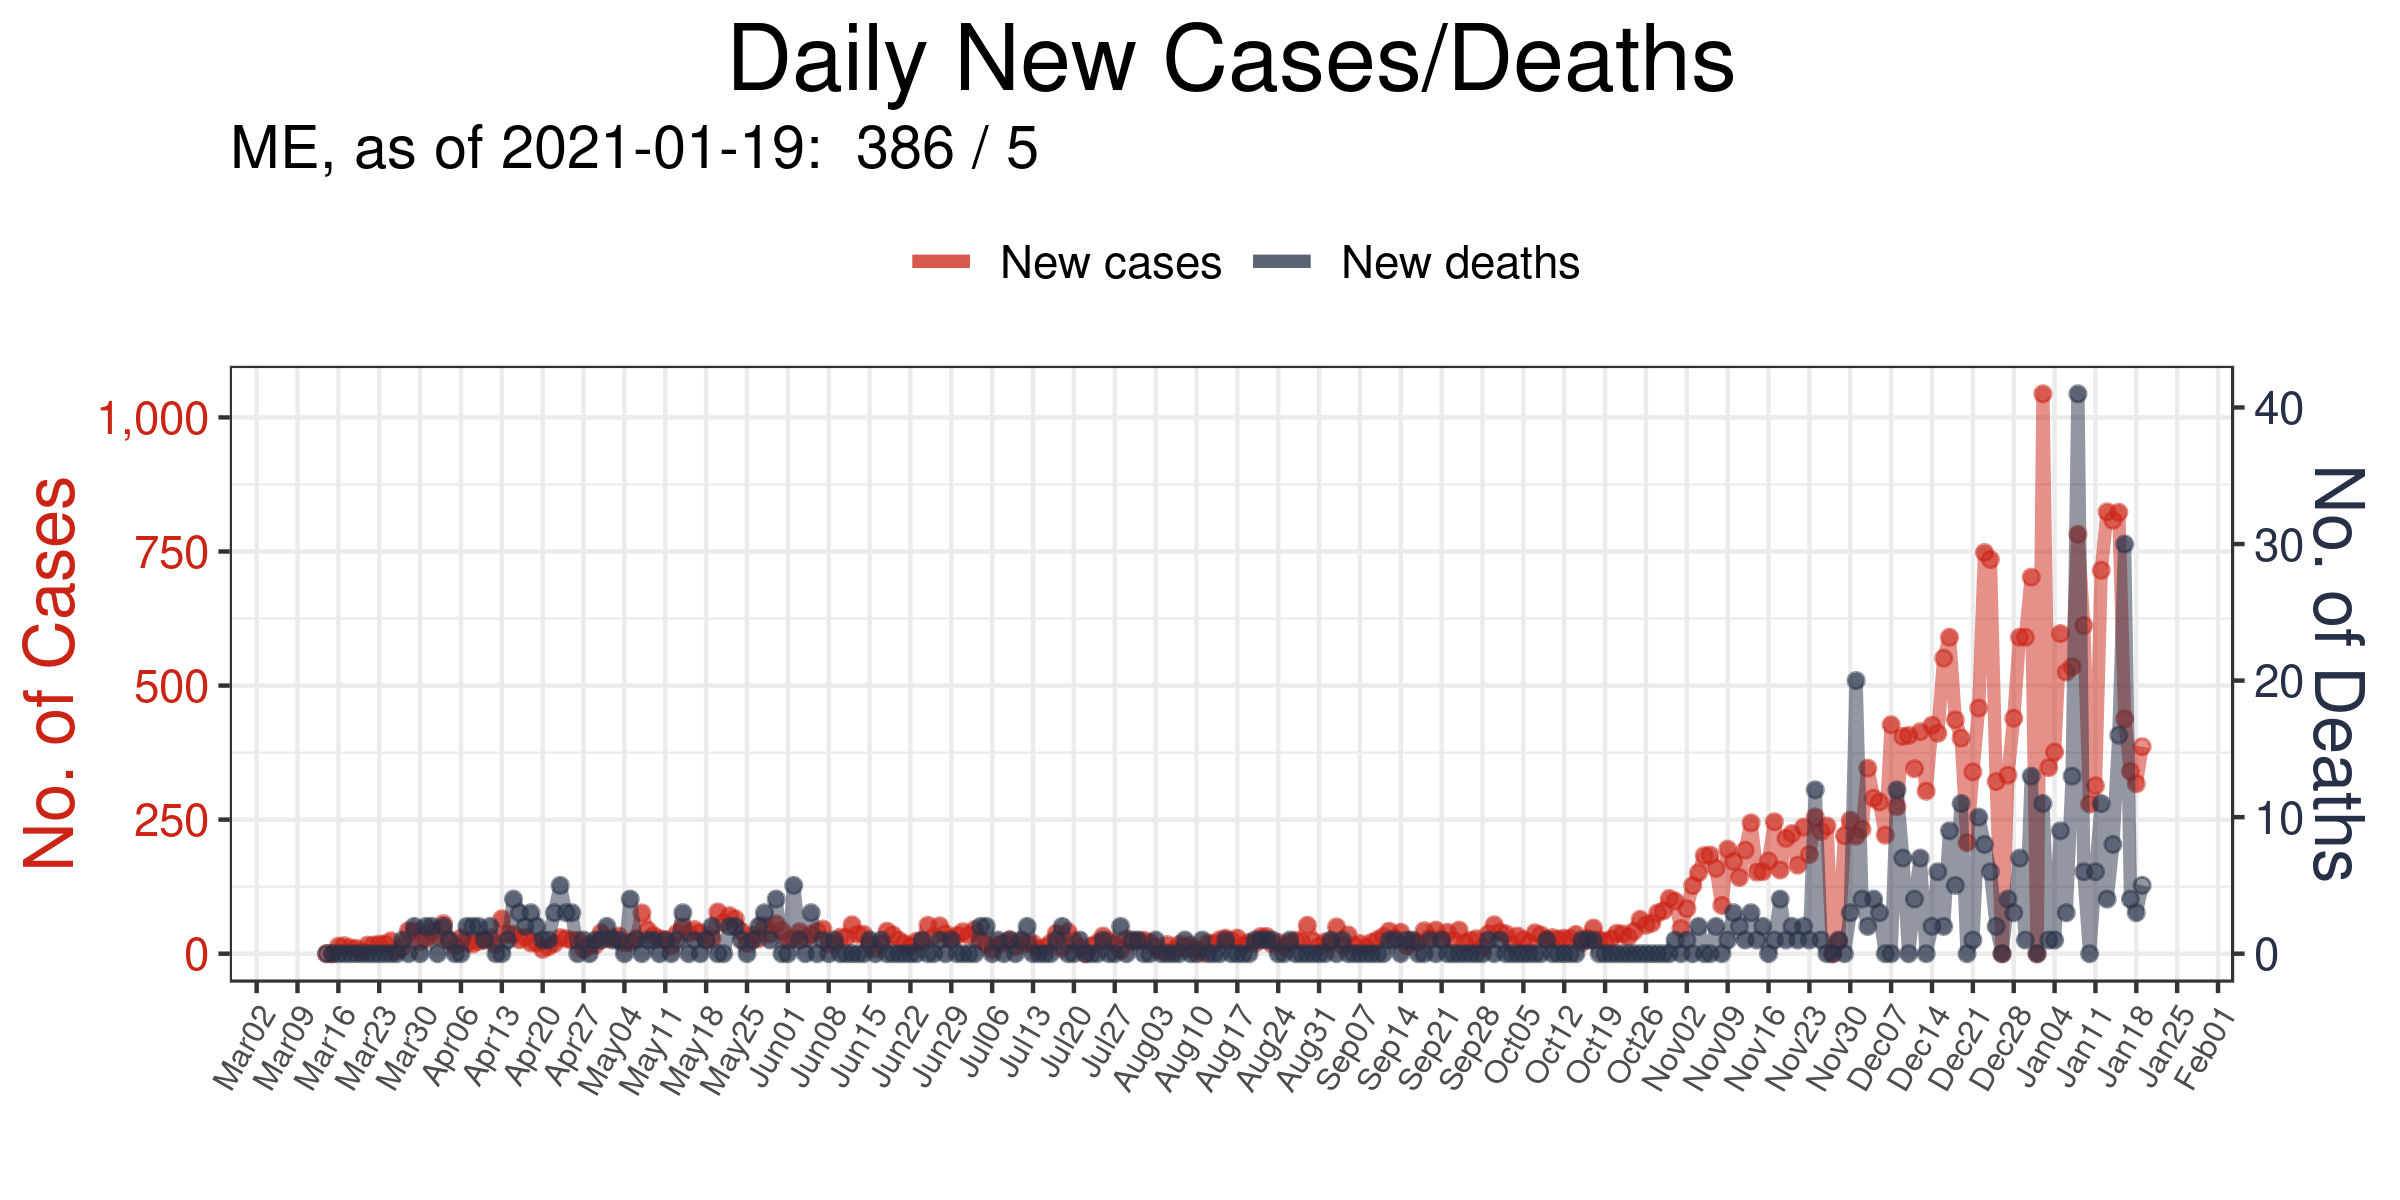 Daily New Cases/Deaths
ME, as of 2021-01-19:  386 / 5
New cases
New deaths
No. of Cases
1,000
750
500
250
0
40
30
20
10
0
No. of Deaths
Mar02
Mar09
Mar16
Mar23
Mar30
Apr06
Apr13
Apr20
Apr27
May04
May11
May18
May25
Jun01
Jun08
Jun15
Jun22
Jun29
Jul06
Jul13
Jul20
Jul27
Aug03
Aug10
Aug17
Aug24
Aug31
Sep07
Sep14
Sep21
Sep28
Oct05
Oct12
Oct19
Oct26
Nov02
Nov09
Nov16
Nov23
Nov30
Dec07
Dec14
Dec21
Dec28
Jan04
Jan11
Jan18
Jan25
Feb01